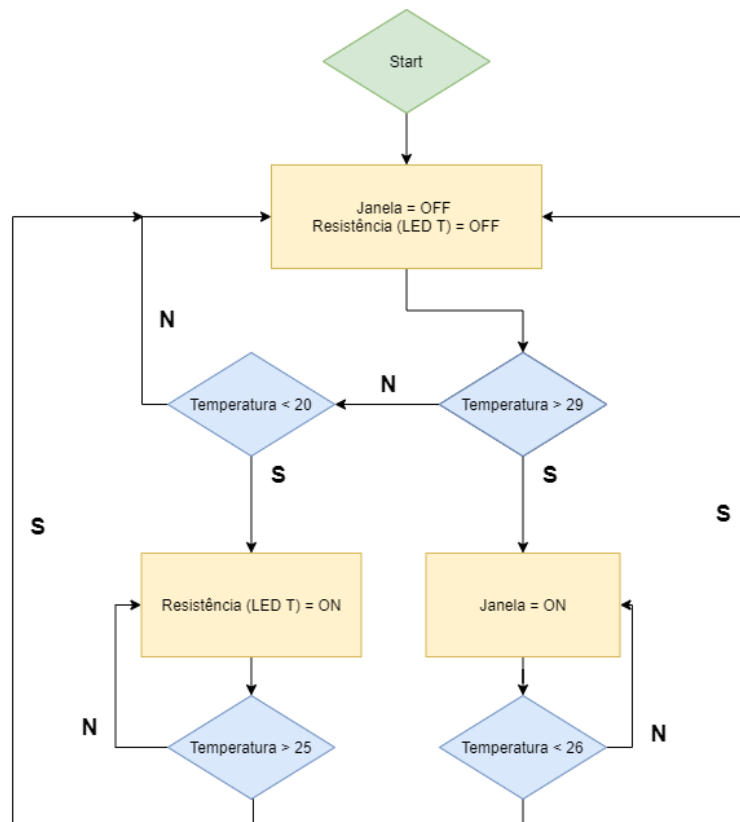 Start
Janela = OFF
Resistência (LED T) = OFF
N
N
Temperatura < 20
Temperatura > 29
S
S
S
S
Resistência (LED T) = ON
Janela = ON
N
Temperatura > 25
Temperatura < 26
N